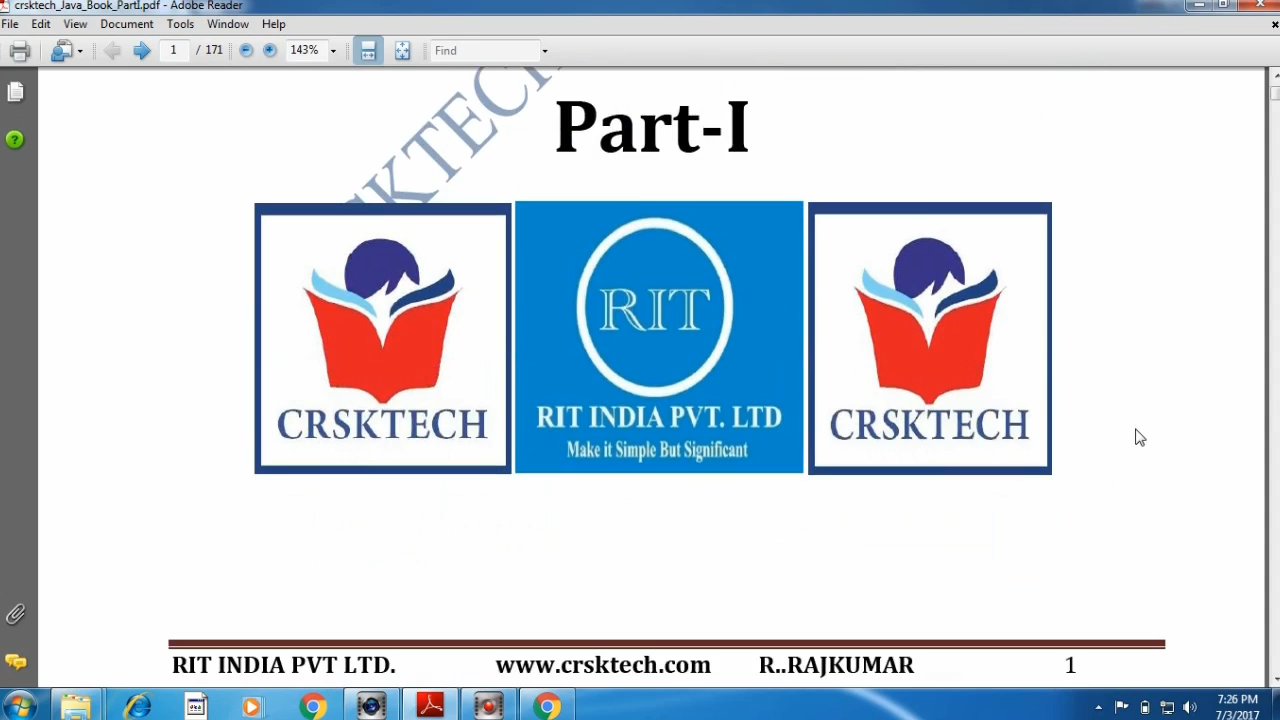 crsktech_Java_Book_PartI.pdf - Adobe Reader
File Edit View Document Tools Window Help
1 / 171 143% Find
CRSKTECH
Part-I
RIT
CRSKTECH
RIT INDIA PVT. LTD
Make it Simple But Significant
CRSKTECH
RIT INDIA PVT LTD. www.crsktech.com R..RAJKUMAR 1
7:26 PM
7/3/2017